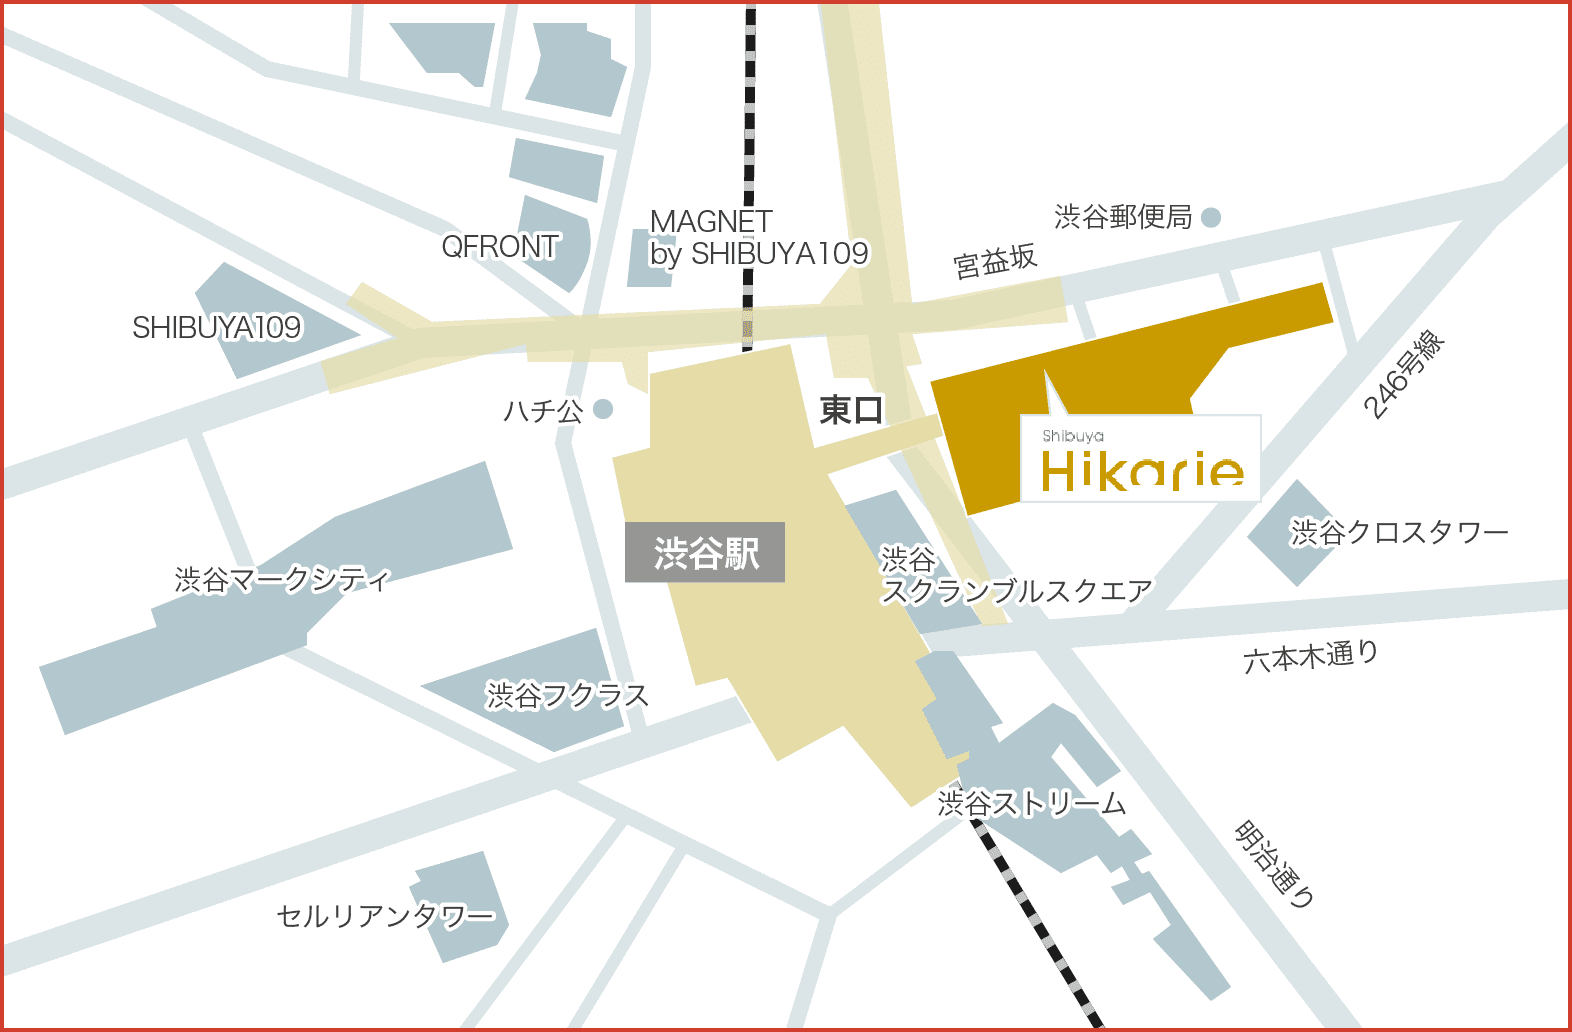 MAGNET
by SHIBUYA109
渋谷郵便局
QFRONT
宮益坂
SHIBUYA109
246号線
ハチ公
東口
Shibuya
Hikarie
渋谷クロスタワー
渋谷駅
渋谷
スクランブルスクエア
渋谷マークシティ
六本木通り
渋谷フクラス
渋谷ストリーム
明治通り
セルリアンタワー